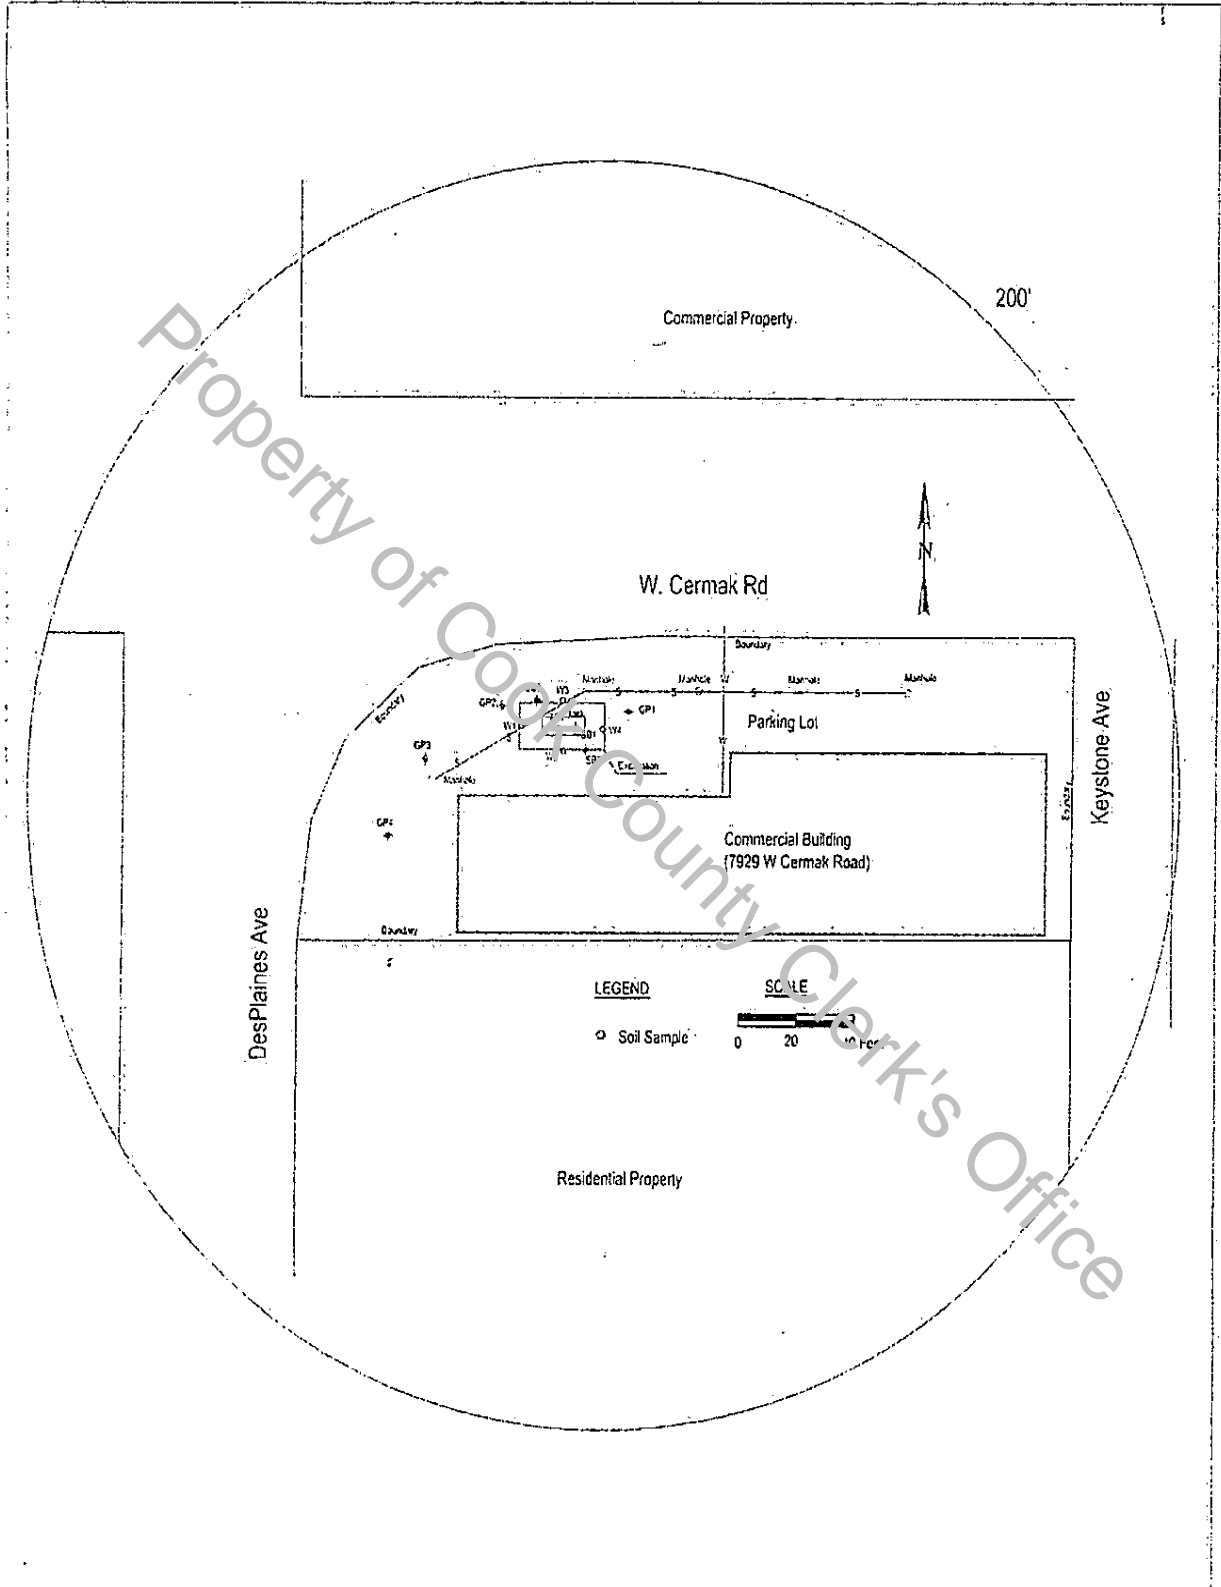 200'
Commercial Property
N
W. Cermak Rd
Boundary
Manhole
Manhole
Manhole
Manhole
W
S
S
S
S
S
W3
GP2
GP1
W1
W4
SB1
S
W
Parking Lot
Boundary
GP3
S
Manhole
Excavation
Keystone Ave
Boundary
GP4
Commercial Building
(7929 W Cermak Road)
DesPlaines Ave
Boundary
LEGEND
Soil Sample
SCALE
0 20
Residential Property
Property of Cook County Clerk's Office